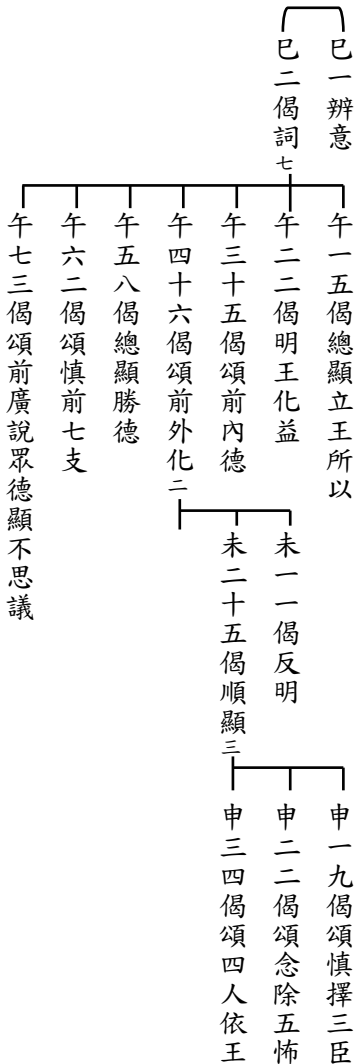 巳一辨意
巳二偈詞七
午一五偈總顯立王所以
午二二偈明王化益
午三十五偈頌前內德
午四十六偈頌前外化二
未一一偈反明
未二十五偈順顯三
申一九偈頌慎擇三臣
申二二偈頌念除五怖
申三四偈頌四人依王
午五八偈總顯勝德
午六二偈頌慎前七支
午七三偈頌前廣說眾德顯不思議